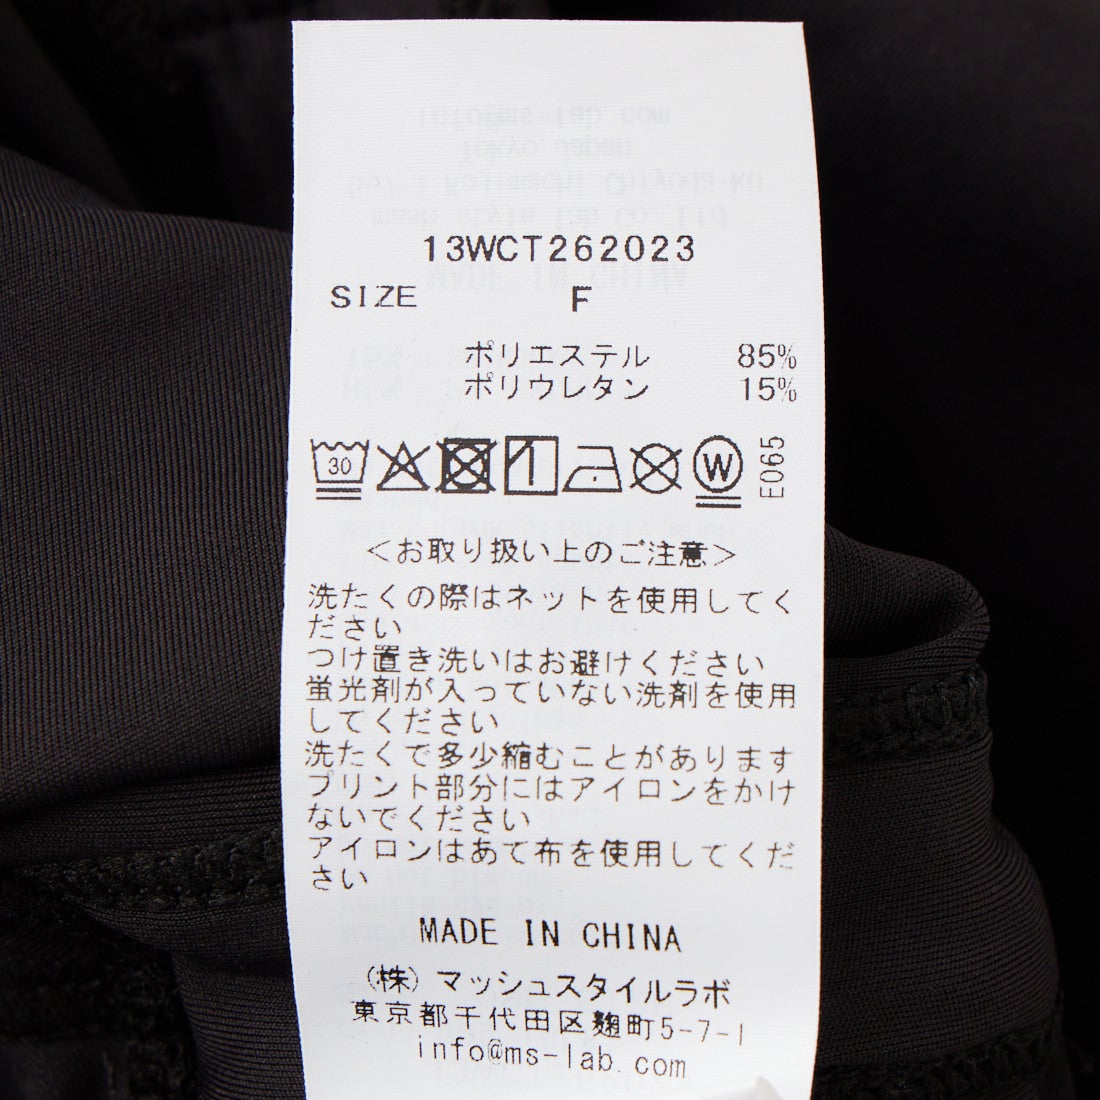 13WCT262023
SIZE F
ポリエステル 85%
ポリウレタン 15%
30 W E065
＜お取り扱い上のご注意＞
洗たくの際はネットを使用してく
ださい
つけ置き洗いはお避けください
蛍光剤が入っていない洗剤を使用
してください
洗たくで多少縮むことがあります
プリント部分にはアイロンをかけ
ないでください
アイロンはあて布を使用してくだ
さい
MADE IN CHINA
（株）マッシュスタイルラボ
東京都千代田区麹町5-7-1
info@ms-lab.com